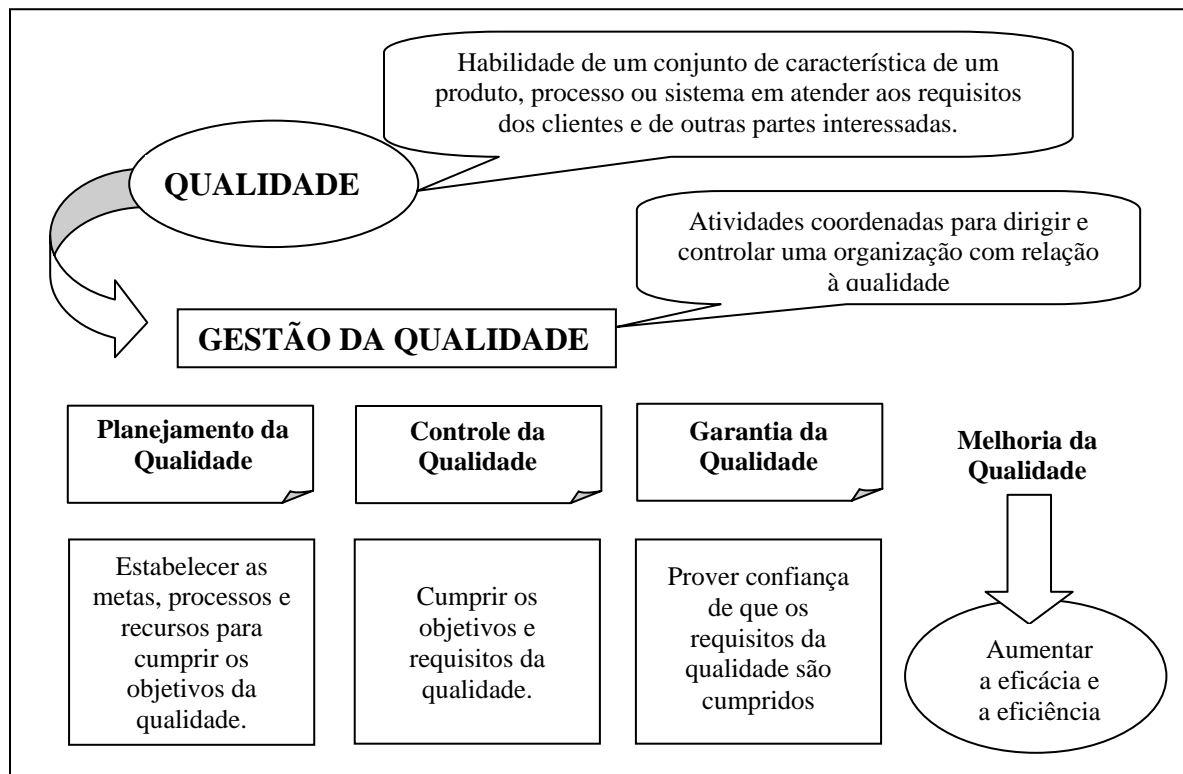 Habilidade de um conjunto de característica de um
produto, processo ou sistema em atender aos requisitos
dos clientes e de outras partes interessadas.
QUALIDADE
Atividades coordenadas para dirigir e
controlar uma organização com relação
à qualidade
GESTÃO DA QUALIDADE
Planejamento da
Qualidade
Controle da
Qualidade
Garantia da
Qualidade
Melhoria da
Qualidade
Estabelecer as
metas, processos e
recursos para
cumprir os
objetivos da
qualidade.
Cumprir os
objetivos e
requisitos da
qualidade.
Prover confiança
de que os
requisitos da
qualidade são
cumpridos
Aumentar
a eficácia e
a eficiência